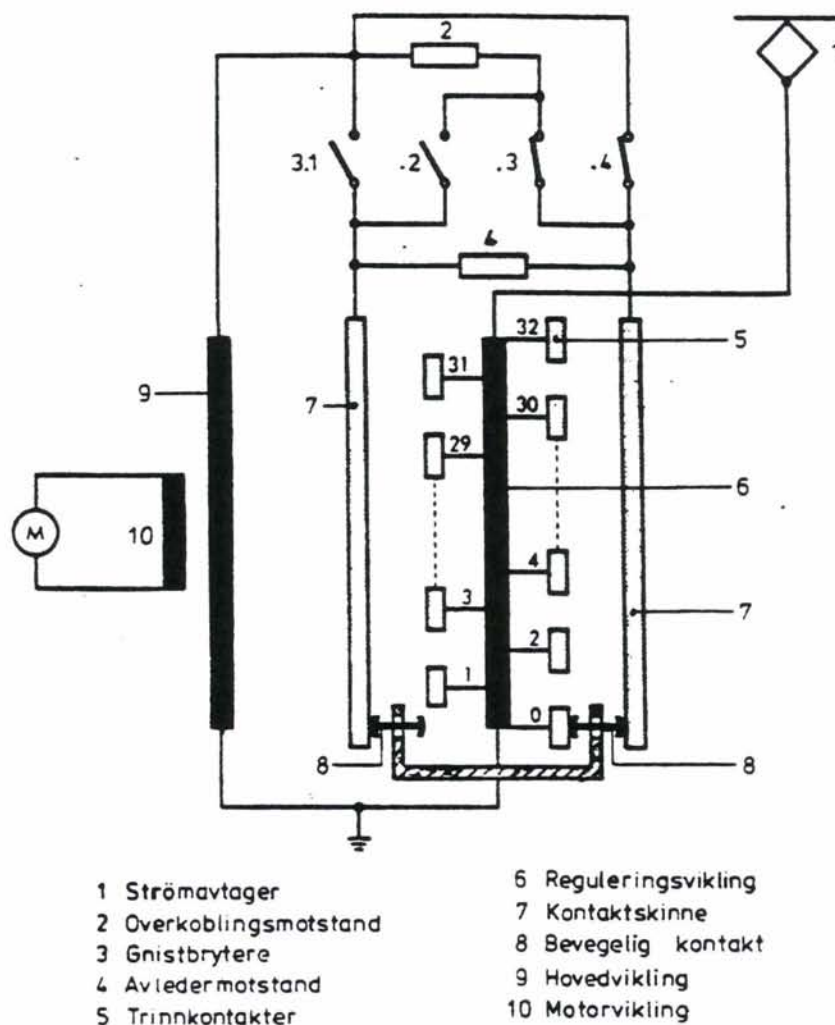 2
1
3.1
.2
.3
.4
4
32
5
31
9
7
30
29
6
M
10
4
3
7
2
1
0
8
8
1 Strömavtager
2 Overkoblingsmotstand
3 Gnistbrytere
4 Avledermotstand
5 Trinnkontakter
6 Reguleringsvikling
7 Kontaktskinne
8 Bevegelig kontakt
9 Hovedvikling
10 Motorvikling